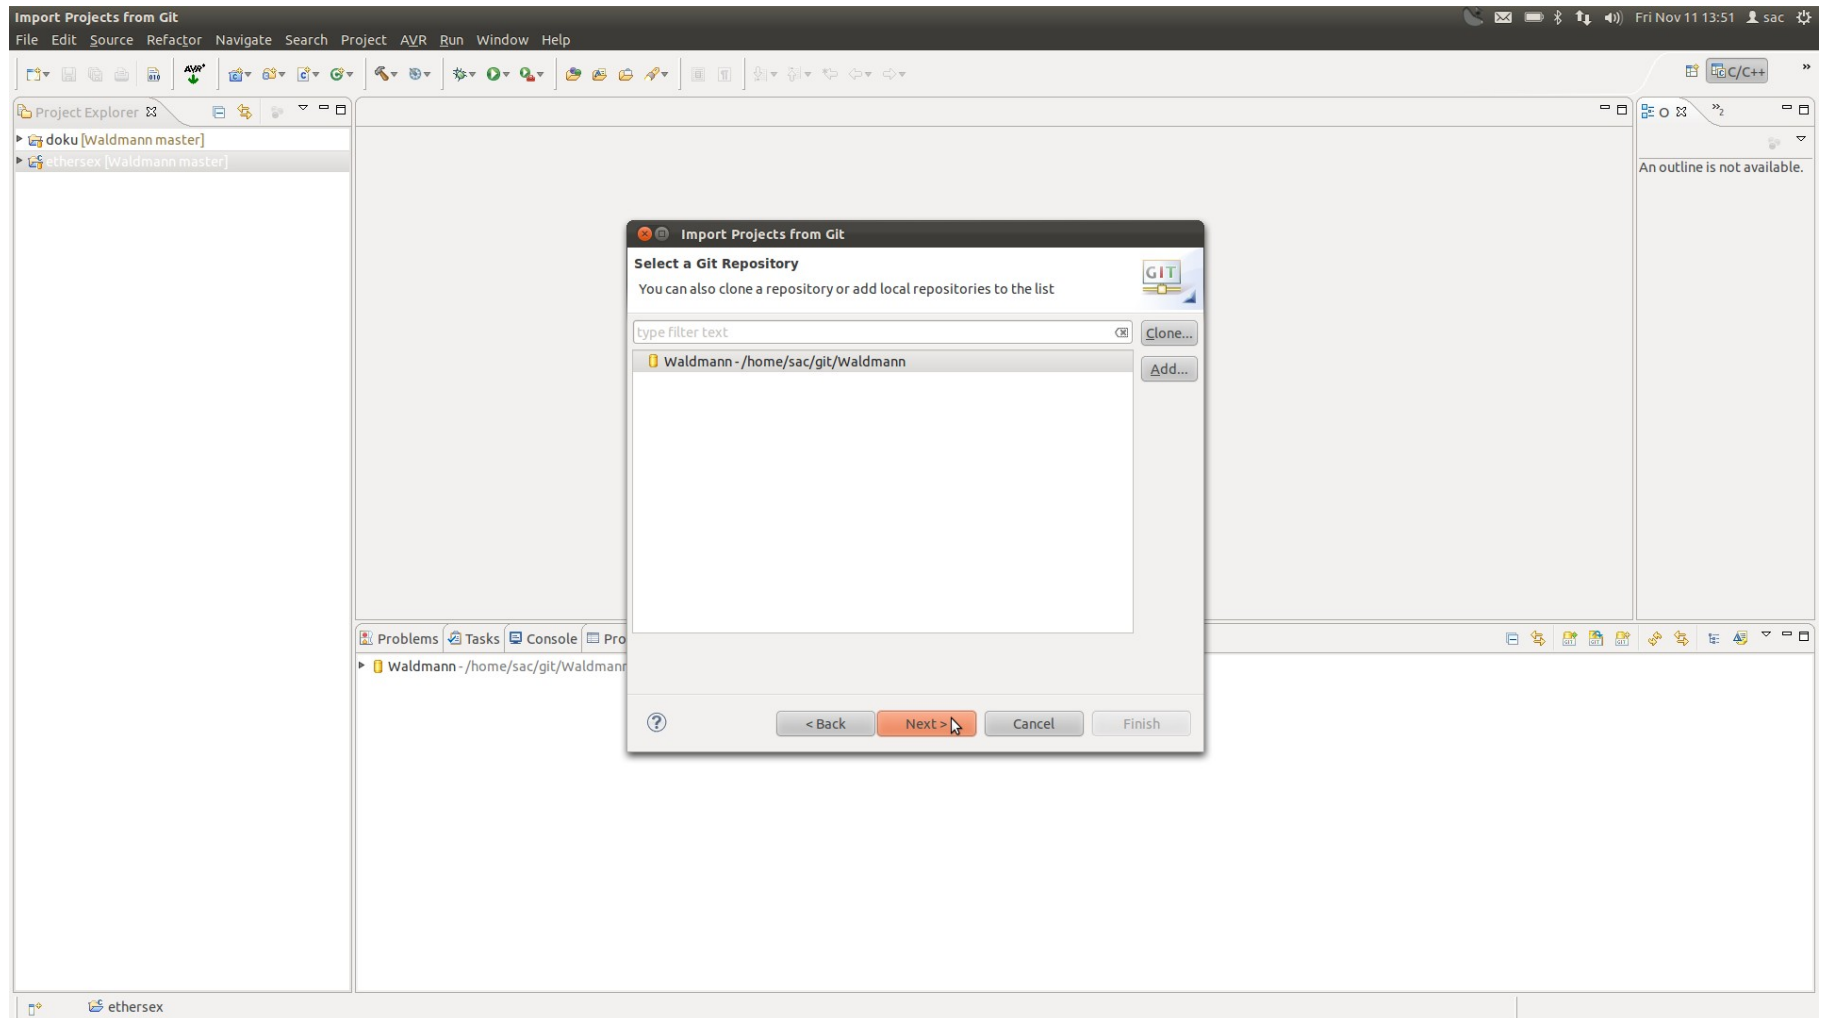 Import Projects from Git
Fri Nov 11 13:51 sac
File Edit Source Refactor Navigate Search Project AVR Run Window Help
AVR
C/C++
Project Explorer
O
2
doku [Waldmann master]
ethersex [Waldmann master]
An outline is not available.
Import Projects from Git
Select a Git Repository
You can also clone a repository or add local repositories to the list
GIT
type filter text
Clone...
Waldmann - /home/sac/git/Waldmann
Add...
Problems Tasks Console Pro
Waldmann - /home/sac/git/Waldmann
< Back Next > Cancel Finish
ethersex